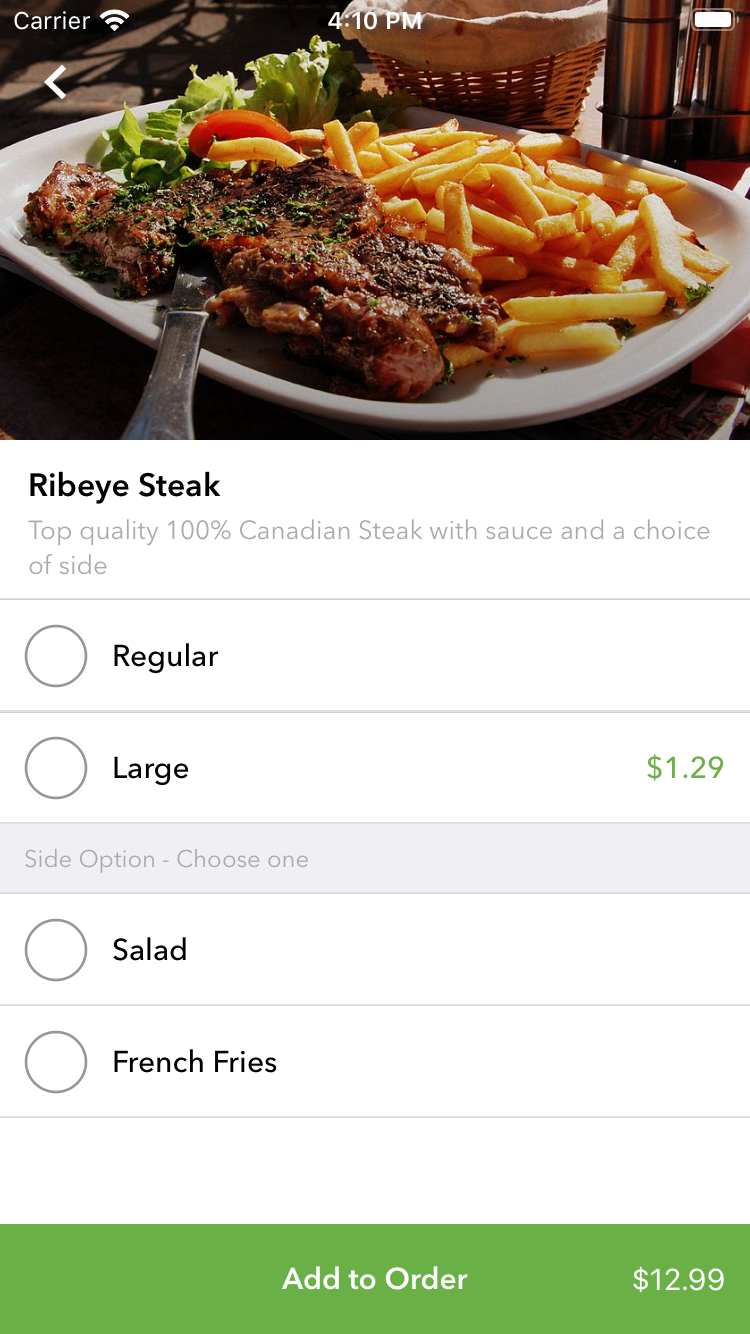 Carrier 4:10 PM
Ribeye Steak
Top quality 100% Canadian Steak with sauce and a choice
of side
Regular
Large $1.29
Side Option - Choose one
Salad
French Fries
Add to Order $12.99